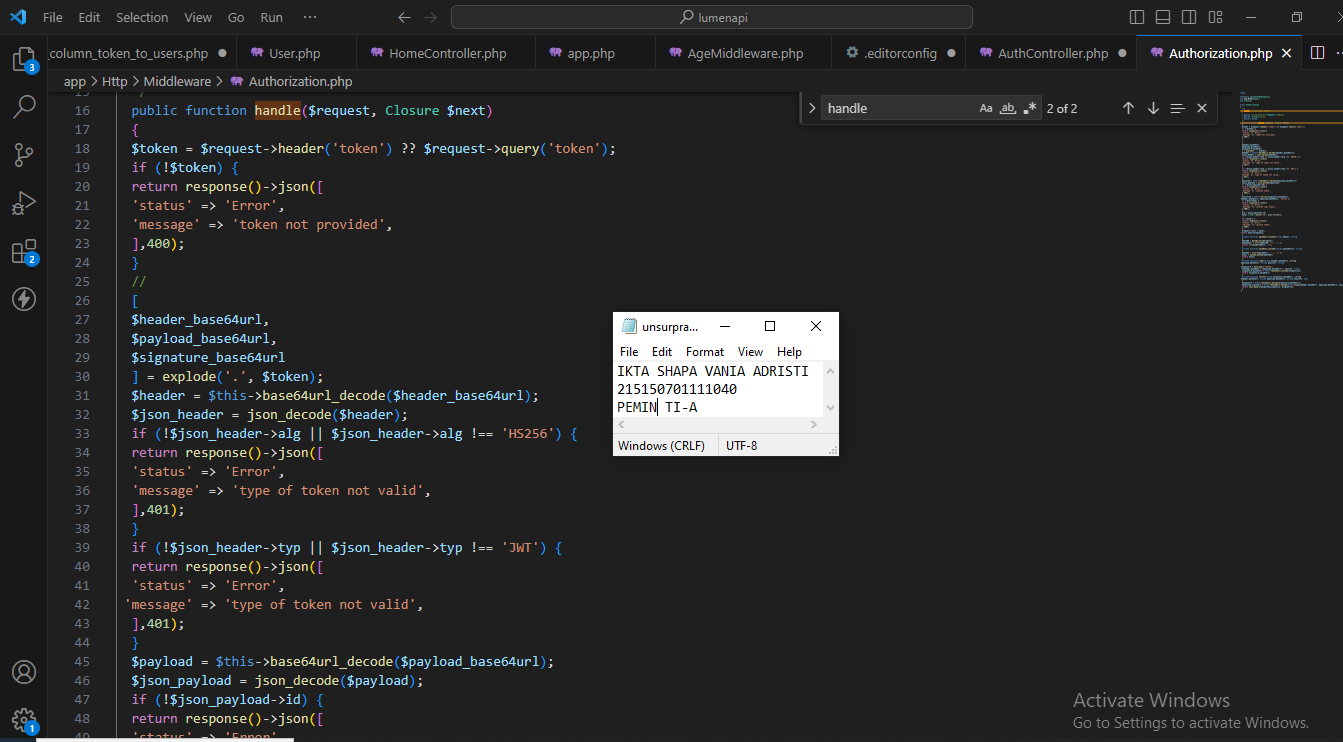 File Edit Selection View Go Run ··· lumenapi
_column_token_to_users.php User.php HomeController.php app.php AgeMiddleware.php .editorconfig AuthController.php Authorization.php
app > Http > Middleware > Authorization.php
handle Aa ab .* 2 of 2
16 public function handle($request, Closure $next)
17 {
18 $token = $request->header('token') ?? $request->query('token');
19 if (!$token) {
20 return response()->json([
21 'status' => 'Error',
22 'message' => 'token not provided',
23 ],400);
24 }
25 //
26 [
27 $header_base64url,
28 $payload_base64url,
29 $signature_base64url
30 ] = explode('.', $token);
31 $header = $this->base64url_decode($header_base64url);
32 $json_header = json_decode($header);
33 if (!$json_header->alg || $json_header->alg !== 'HS256') {
34 return response()->json([
35 'status' => 'Error',
36 'message' => 'type of token not valid',
37 ],401);
38 }
39 if (!$json_header->typ || $json_header->typ !== 'JWT') {
40 return response()->json([
41 'status' => 'Error',
42 'message' => 'type of token not valid',
43 ],401);
44 }
45 $payload = $this->base64url_decode($payload_base64url);
46 $json_payload = json_decode($payload);
47 if (!$json_payload->id) {
48 return response()->json([
49 'status' => 'Error',
unsurpra...
File Edit Format View Help
IKTA SHAPA VANIA ADRISTI
215150701111040
PEMIN TI-A
Windows (CRLF) UTF-8
3
2
1
Activate Windows
Go to Settings to activate Windows.